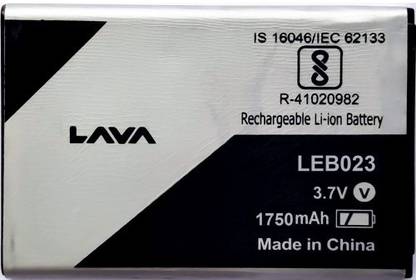 IS 16046/IEC 62133
R-41020982
Rechargeable Li-ion Battery
LAVA
LEB023
3.7V V
1750mAh
Made in China